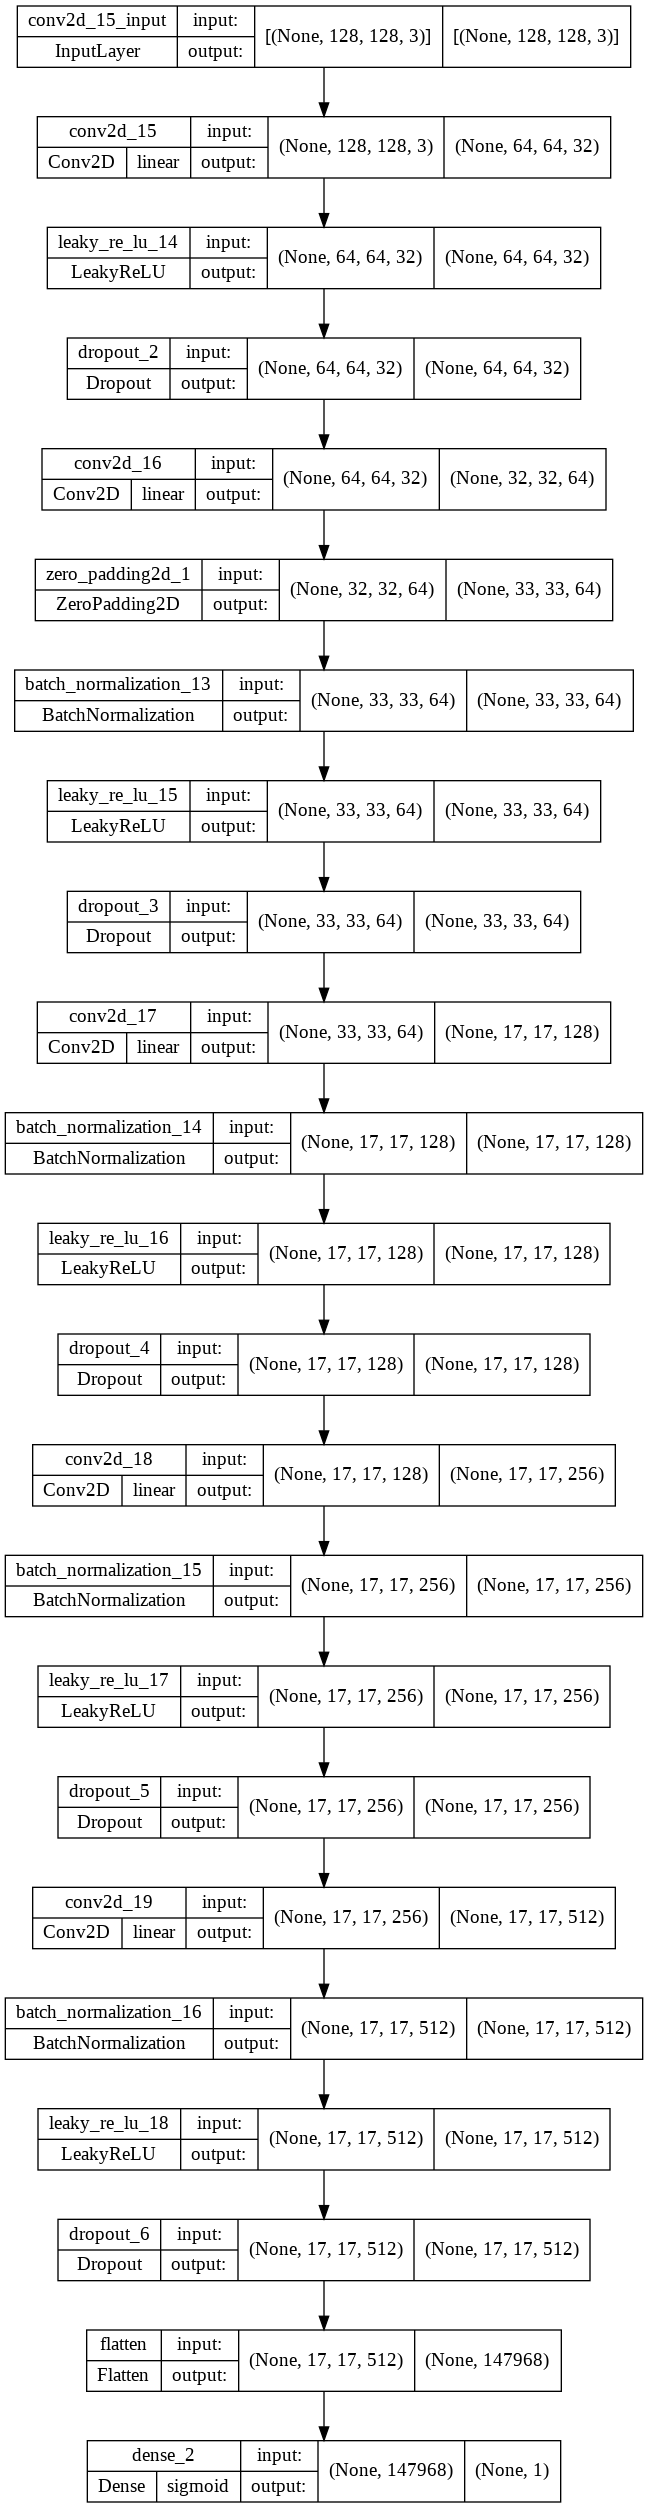 conv2d_15_input input: [(None, 128, 128, 3)] [(None, 128, 128, 3)]
InputLayer output:
conv2d_15 input: (None, 128, 128, 3) (None, 64, 64, 32)
Conv2D linear output:
leaky_re_lu_14 input: (None, 64, 64, 32) (None, 64, 64, 32)
LeakyReLU output:
dropout_2 input: (None, 64, 64, 32) (None, 64, 64, 32)
Dropout output:
conv2d_16 input: (None, 64, 64, 32) (None, 32, 32, 64)
Conv2D linear output:
zero_padding2d_1 input: (None, 32, 32, 64) (None, 33, 33, 64)
ZeroPadding2D output:
batch_normalization_13 input: (None, 33, 33, 64) (None, 33, 33, 64)
BatchNormalization output:
leaky_re_lu_15 input: (None, 33, 33, 64) (None, 33, 33, 64)
LeakyReLU output:
dropout_3 input: (None, 33, 33, 64) (None, 33, 33, 64)
Dropout output:
conv2d_17 input: (None, 33, 33, 64) (None, 17, 17, 128)
Conv2D linear output:
batch_normalization_14 input: (None, 17, 17, 128) (None, 17, 17, 128)
BatchNormalization output:
leaky_re_lu_16 input: (None, 17, 17, 128) (None, 17, 17, 128)
LeakyReLU output:
dropout_4 input: (None, 17, 17, 128) (None, 17, 17, 128)
Dropout output:
conv2d_18 input: (None, 17, 17, 128) (None, 17, 17, 256)
Conv2D linear output:
batch_normalization_15 input: (None, 17, 17, 256) (None, 17, 17, 256)
BatchNormalization output:
leaky_re_lu_17 input: (None, 17, 17, 256) (None, 17, 17, 256)
LeakyReLU output:
dropout_5 input: (None, 17, 17, 256) (None, 17, 17, 256)
Dropout output:
conv2d_19 input: (None, 17, 17, 256) (None, 17, 17, 512)
Conv2D linear output:
batch_normalization_16 input: (None, 17, 17, 512) (None, 17, 17, 512)
BatchNormalization output:
leaky_re_lu_18 input: (None, 17, 17, 512) (None, 17, 17, 512)
LeakyReLU output:
dropout_6 input: (None, 17, 17, 512) (None, 17, 17, 512)
Dropout output:
flatten input: (None, 17, 17, 512) (None, 147968)
Flatten output:
dense_2 input: (None, 147968) (None, 1)
Dense sigmoid output: